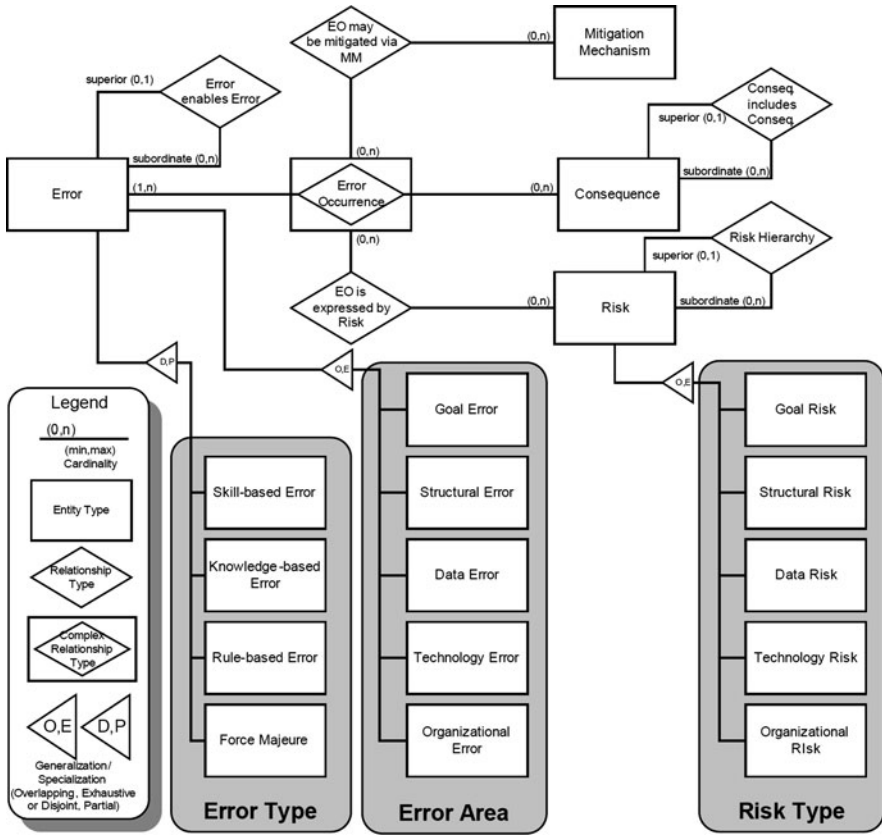 EO may
be mitigated via
MM
(0,n)
Mitigation
Mechanism
superior (0,1)
Error
enables Error
subordinate (0,n)
(0,n)
Conseq.
includes
Conseq.
superior (0,1)
subordinate (0,n)
Error
(1,n)
Error
Occurrence
(0,n)
Consequence
(0,n)
Risk Hierarchy
superior (0,1)
EO is
expressed by
Risk
(0,n)
Risk
subordinate (0,n)
D,P
O,E
O,E
Legend
(0,n)
(min,max)
Cardinality
Entity Type
Relationship
Type
Complex
Relationship
Type
O,E
D,P
Generalization/
Specialization
(Overlapping, Exhaustive
or Disjoint, Partial)
Skill-based Error
Knowledge-based
Error
Rule-based Error
Force Majeure
Error Type
Goal Error
Structural Error
Data Error
Technology Error
Organizational
Error
Error Area
Goal Risk
Structural Risk
Data Risk
Technology Risk
Organizational
RIsk
Risk Type